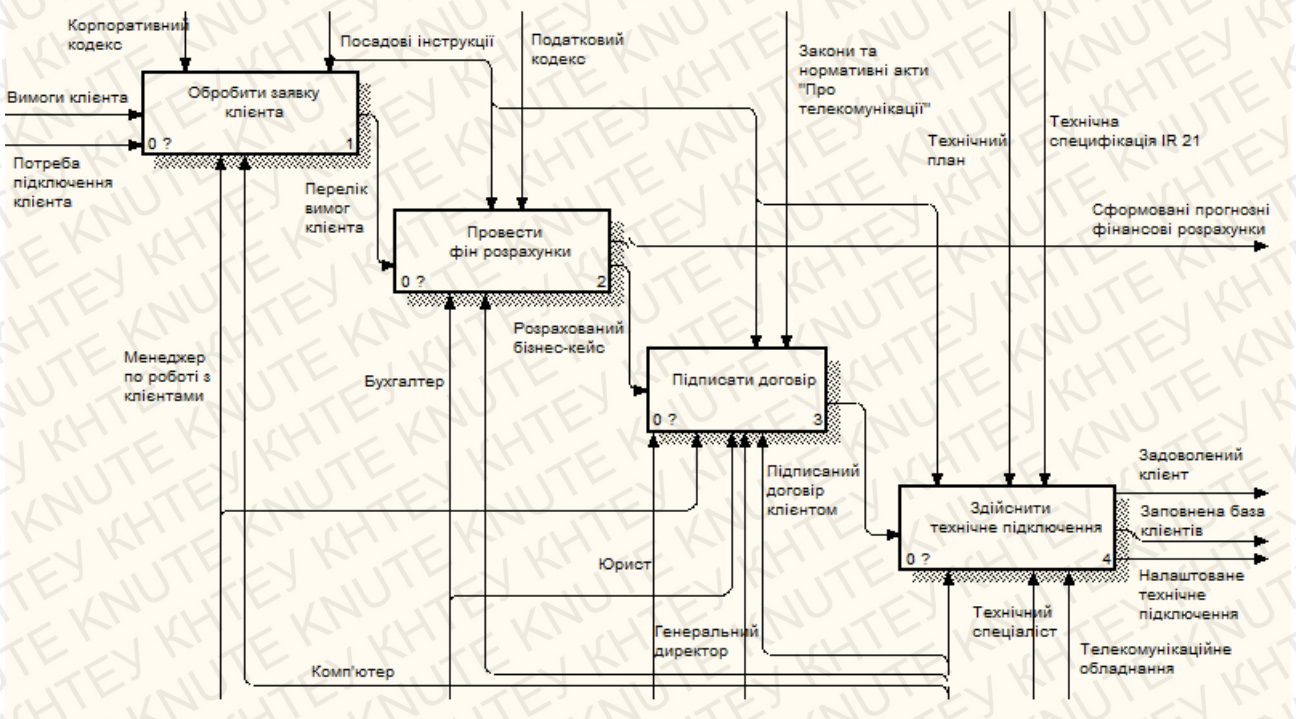 Корпоративний
кодекс
Посадові інструкції
Податковий
кодекс
Закони та
нормативні акти
"Про
телекомунікації"
Технічний
план
Технічна
специфікація IR 21
Вимоги клієнта
Обробити заявку
клієнта
0 ?
1
Потреба
підключення
клієнта
Перелік
вимог
клієнта
Провести
фін розрахунки
0 ?
2
Сформовані прогнозні
фінансові розрахунки
Розрахований
бізнес-кейс
Менеджер
по роботі з
клієнтами
Бухгалтер
Підписати договір
0 ?
3
Підписаний
договір
клієнтом
Здійснити
технічне підключення
0 ?
4
Задоволений
клієнт
Заповнена база
клієнтів
Налаштоване
технічне
підключення
Юрист
Генеральний
директор
Технічний
спеціаліст
Телекомунікаційне
обладнання
Комп'ютер
KNUTE KHTEY